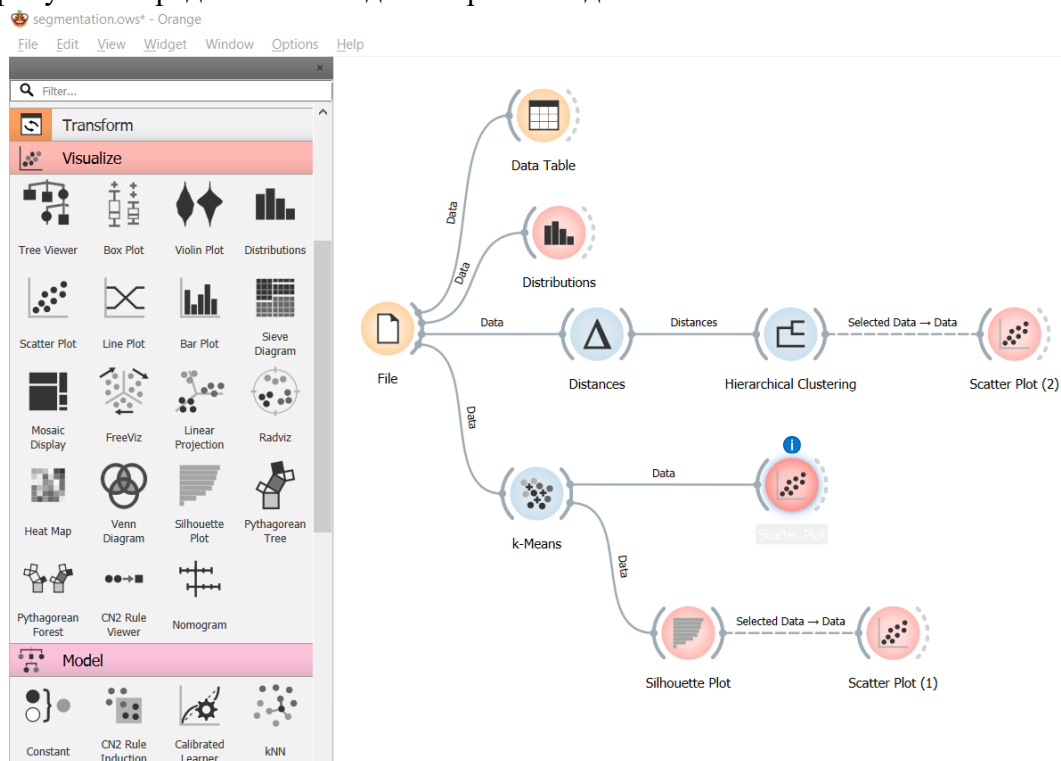 segmentation.ows* - Orange
File Edit View Widget Window Options Help
×
Filter...
Transform
Visualize
Tree Viewer Box Plot Violin Plot Distributions
Scatter Plot Line Plot Bar Plot Sieve Diagram
Mosaic Display FreeViz Linear Projection Radviz
Heat Map Venn Diagram Silhouette Plot Pythagorean Tree
Pythagorean Forest CN2 Rule Viewer Nomogram
Model
Constant CN2 Rule Induction Calibrated Learner kNN
Data Table
Data
Distributions
Data
File
Data
Distances
Distances
Hierarchical Clustering
Selected Data → Data
Scatter Plot (2)
Data
k-Means
Data
i
Scatter Plot
Data
Silhouette Plot
Selected Data → Data
Scatter Plot (1)